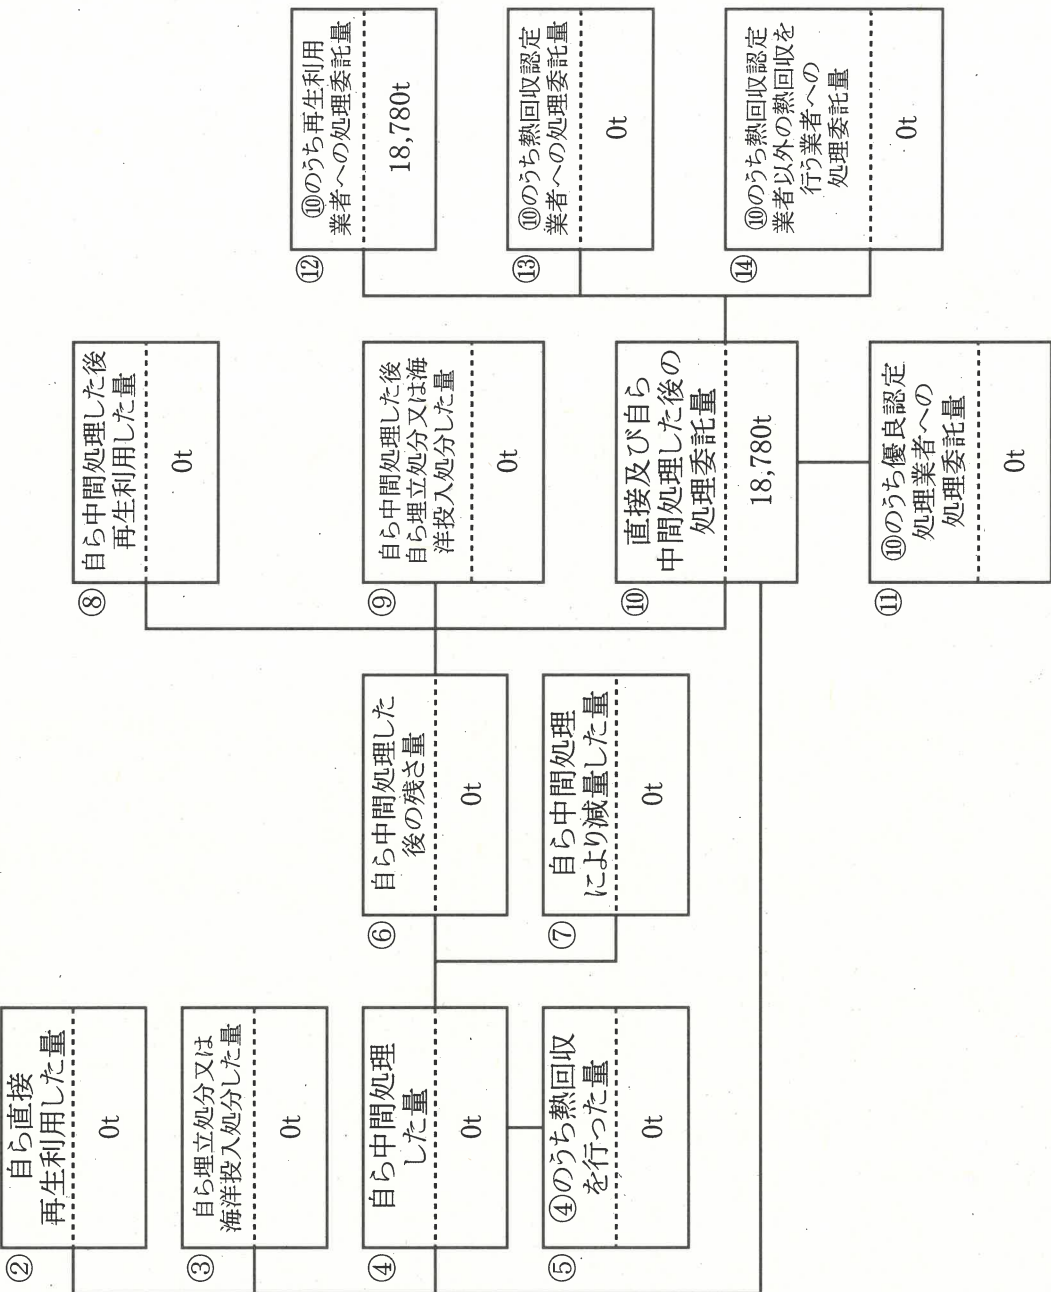 ②
自ら直接
再生利用した量
0t
③
自ら埋立処分又は
海洋投入処分した量
0t
④
自ら中間処理
した量
0t
⑤
④のうち熱回収
を行った量
0t
⑥
自ら中間処理した
後の残さ量
0t
⑦
自ら中間処理
により減量した量
0t
⑧
自ら中間処理した後
再生利用した量
0t
⑨
自ら中間処理した後
自ら埋立処分又は海
洋投入処分した量
0t
⑩
直接及び自ら
中間処理した後の
処理委託量
18,780t
⑪
⑩のうち優良認定
処理業者への
処理委託量
0t
⑫
⑩のうち再生利用
業者への処理委託量
18,780t
⑬
⑩のうち熱回収認定
業者への処理委託量
0t
⑭
⑩のうち熱回収認定
業者以外の熱回収を
行う業者への
処理委託量
0t